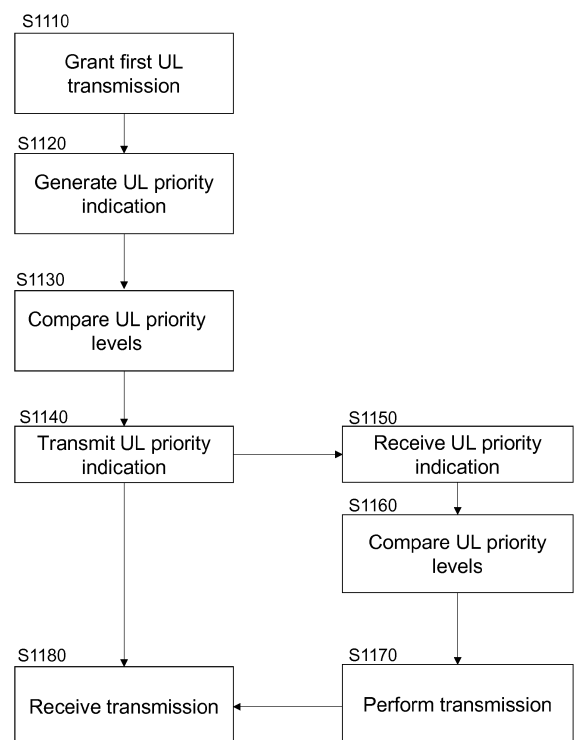 S1110
Grant first UL
transmission
S1120
Generate UL priority
indication
S1130
Compare UL priority
levels
S1140
Transmit UL priority
indication
S1150
Receive UL priority
indication
S1160
Compare UL priority
levels
S1170
Perform transmission
S1180
Receive transmission